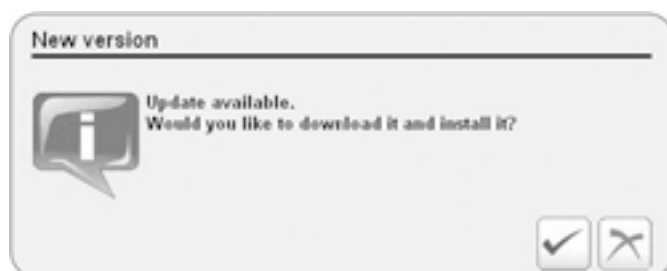 New version
Update available.
Would you like to download it and install it?